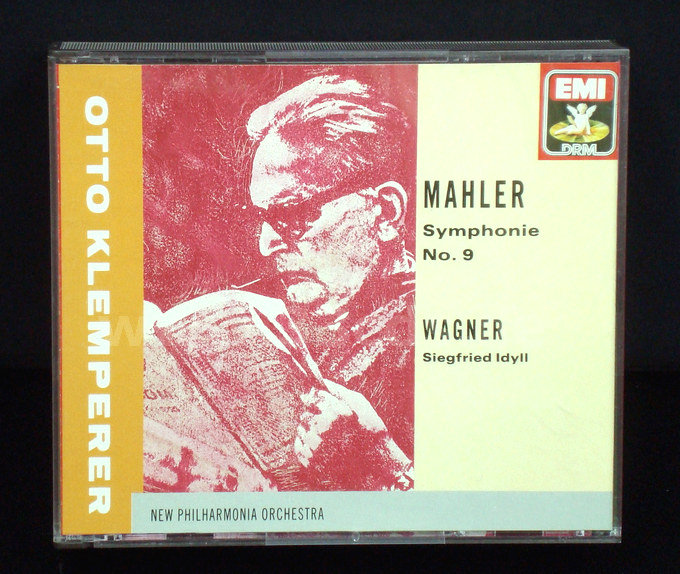 OTTO KLEMPERER
EMI
DRM
MAHLER
Symphonie
No. 9
WAGNER
Siegfried Idyll
NEW PHILHARMONIA ORCHESTRA